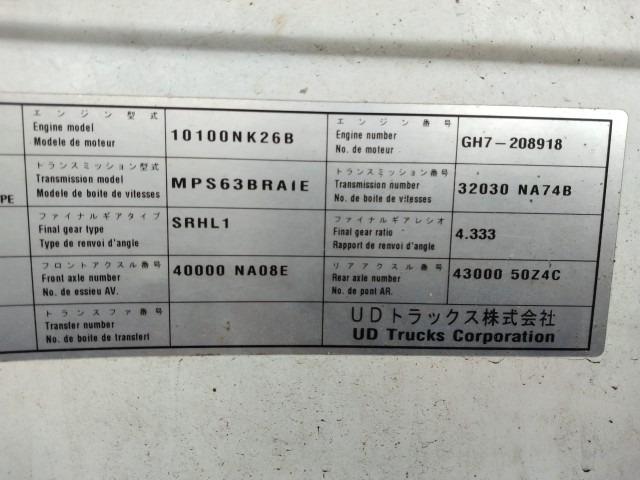 PE
エンジン型式
Engine model
Modele de moteur
10100NK26B
エンジン番号
Engine number
No. de moteur
GH7-208918
トランスミッション型式
Transmission model
Modele de boite de vitesses
MPS63BRAIE
トランスミッション番号
Transmission number
No. de boite de vitesses
32030 NA74B
ファイナルギアタイプ
Final gear type
Type de renvoi d'angle
SRHL1
ファイナルギアレシオ
Final gear ratio
Rapport de renvoi d'angle
4.333
フロントアクスル番号
Front axle number
No. de essieu AV.
40000 NA08E
リアアクスル番号
Rear axle number
No. de pont AR.
43000 50Z4C
トランスファ番号
Transfer number
No. de boite de transfert
UDトラックス株式会社
UD Trucks Corporation